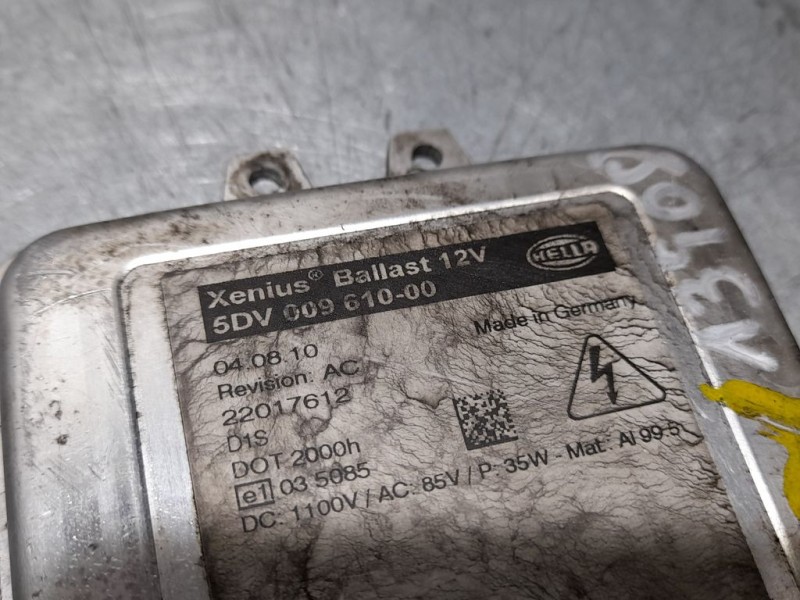 Xenius® Ballast 12V
HELLA
5DV 009 610-00
Made in Germany
04.08.10
Revision: AC
22017612
D1S
DOT 2000h
e1 03 5085
DC: 1100V / AC: 85V / P: 35W - Mat.: Al 99.5